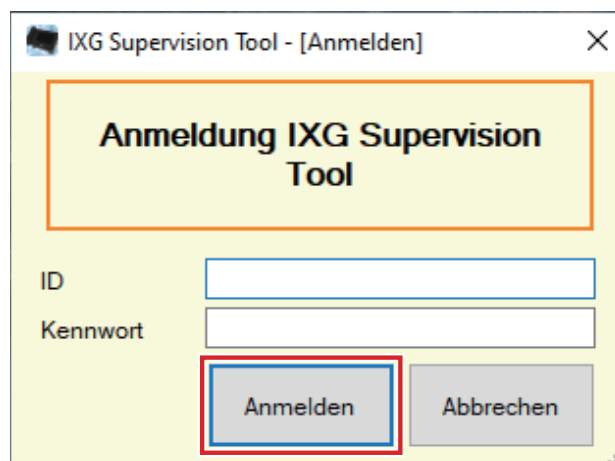 IXG Supervision Tool - [Anmelden]
Anmeldung IXG Supervision
Tool
ID
Kennwort
Anmelden
Abbrechen